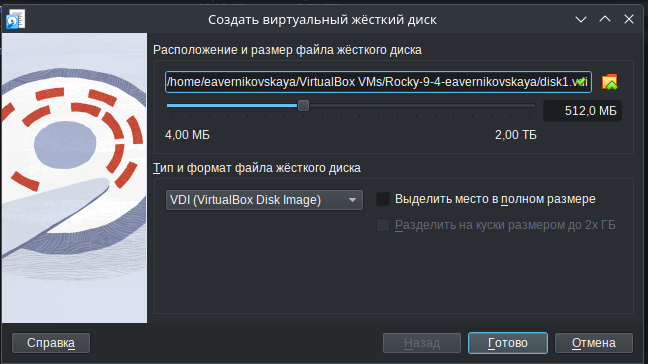 Создать виртуальный жёсткий диск
Расположение и размер файла жёсткого диска
/home/eavernikovskaya/VirtualBox VMs/Rocky-9-4-eavernikovskaya/disk1.vdi
512,0 МБ
4,00 МБ 2,00 ТБ
Тип и формат файла жёсткого диска
VDI (VirtualBox Disk Image) Выделить место в полном размере
Разделить на куски размером до 2х ГБ
Справка Назад Готово Отмена